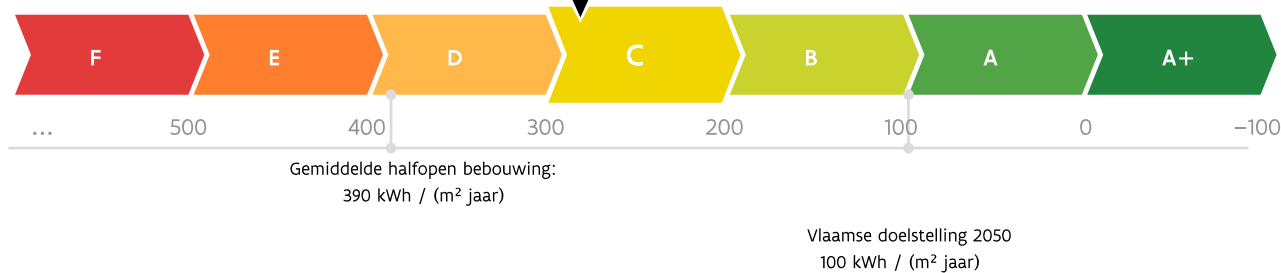 F E D C B A A+
... 500 400 300 200 100 0 –100
Gemiddelde halfopen bebouwing:
390 kWh / (m² jaar)
Vlaamse doelstelling 2050
100 kWh / (m² jaar)